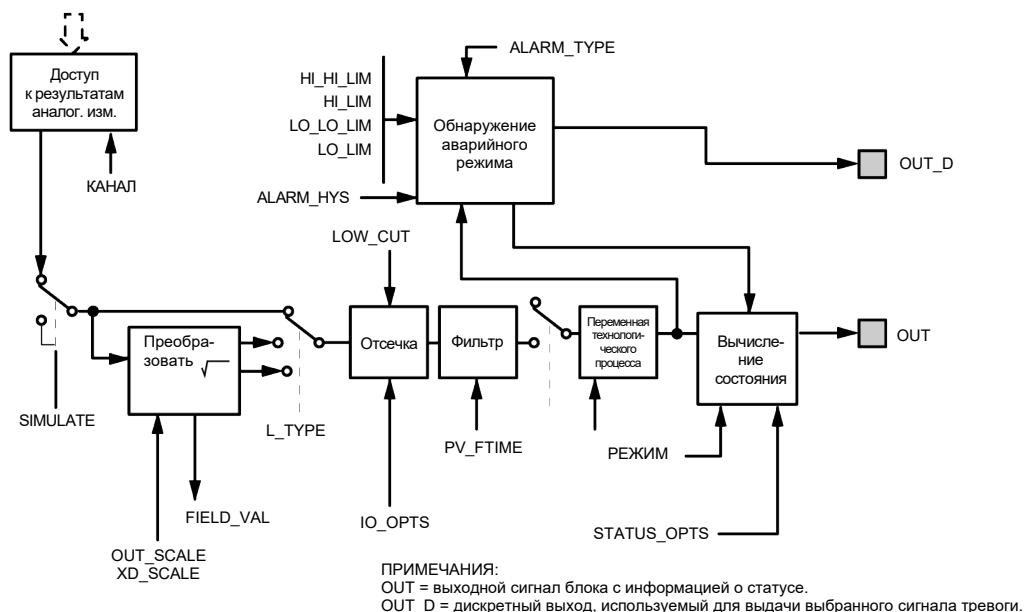 Доступ
к результатам
аналог. изм.
КАНАЛ
ALARM_TYPE
HI_HI_LIM
HI_LIM
LO_LO_LIM
LO_LIM
Обнаружение
аварийного
режима
ALARM_HYS
OUT_D
LOW_CUT
Преобра-
зовать √
Отсечка
Фильтр
Переменная
технологи-
ческого
процесса
Вычисле-
ние
состояния
OUT
SIMULATE
L_TYPE
PV_FTIME
РЕЖИМ
FIELD_VAL
IO_OPTS
STATUS_OPTS
OUT_SCALE
XD_SCALE
ПРИМЕЧАНИЯ:
OUT = выходной сигнал блока с информацией о статусе.
OUT_D = дискретный выход, используемый для выдачи выбранного сигнала тревоги.